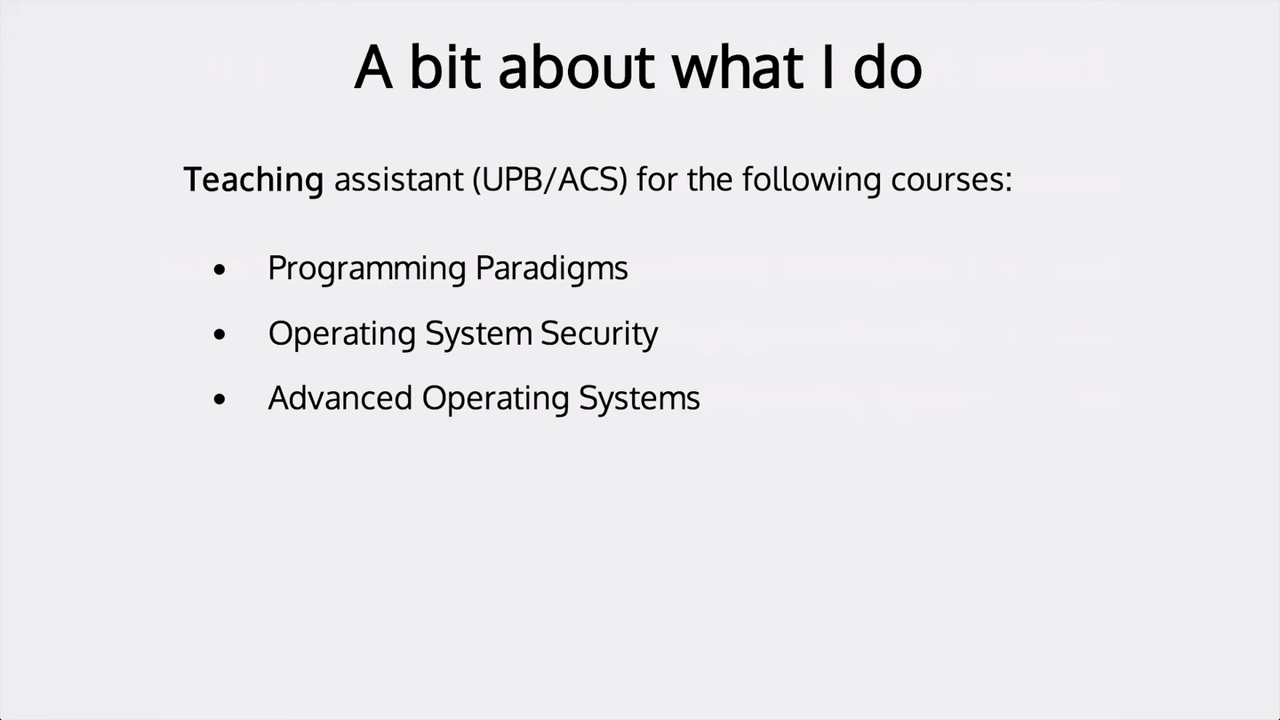 A bit about what I do
Teaching assistant (UPB/ACS) for the following courses:
• Programming Paradigms
• Operating System Security
• Advanced Operating Systems